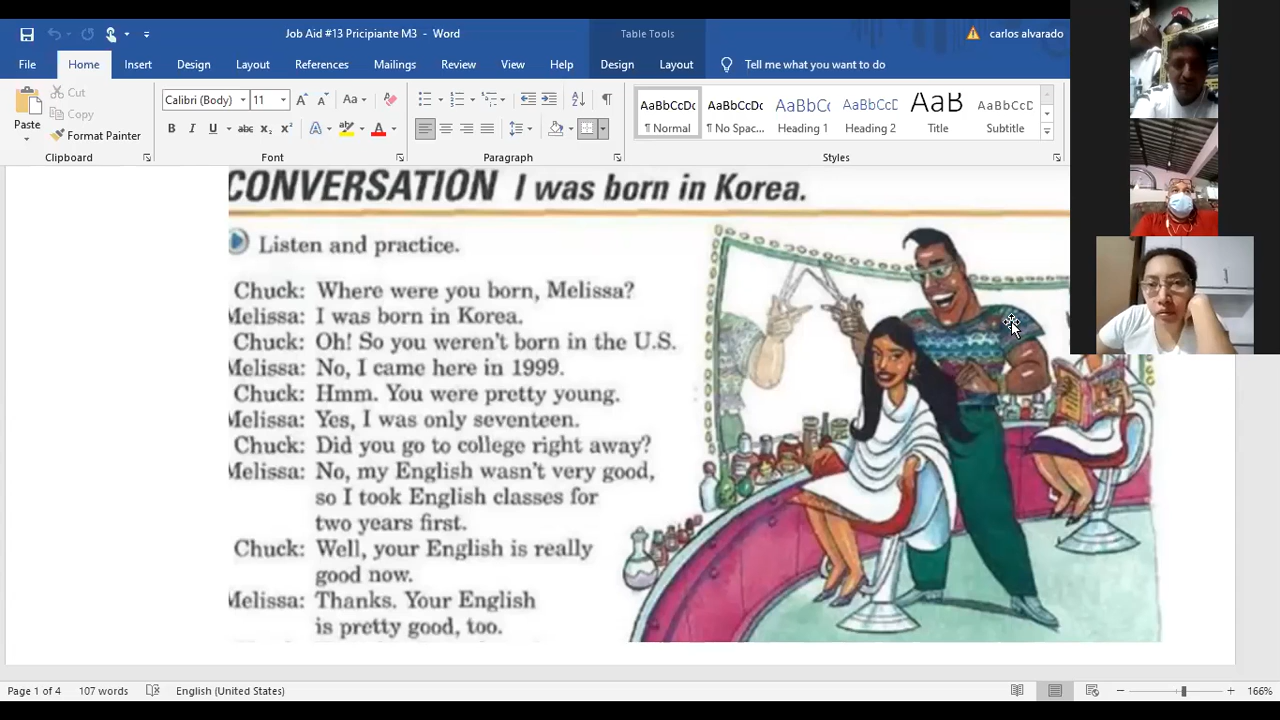 Job Aid #13 Pricipiante M3 - Word
Table Tools
carlos alvarado
File
Home
Insert
Design
Layout
References
Mailings
Review
View
Help
Design
Layout
Tell me what you want to do
Paste
Cut
Copy
Format Painter
Calibri (Body)
11
Aa
B I U abc x₂ x²
A
AaBbCcDc
¶ Normal
AaBbCcDc
¶ No Spac...
AaBbCc
Heading 1
AaBbCcD
Heading 2
AaB
Title
AaBbCcD
Subtitle
Clipboard
Font
Paragraph
Styles
CONVERSATION I was born in Korea.
Listen and practice.
Chuck: Where were you born, Melissa?
Melissa: I was born in Korea.
Chuck: Oh! So you weren't born in the U.S.
Melissa: No, I came here in 1999.
Chuck: Hmm. You were pretty young.
Melissa: Yes, I was only seventeen.
Chuck: Did you go to college right away?
Melissa: No, my English wasn't very good,
so I took English classes for
two years first.
Chuck: Well, your English is really
good now.
Melissa: Thanks. Your English
is pretty good, too.
Page 1 of 4
107 words
English (United States)
166%